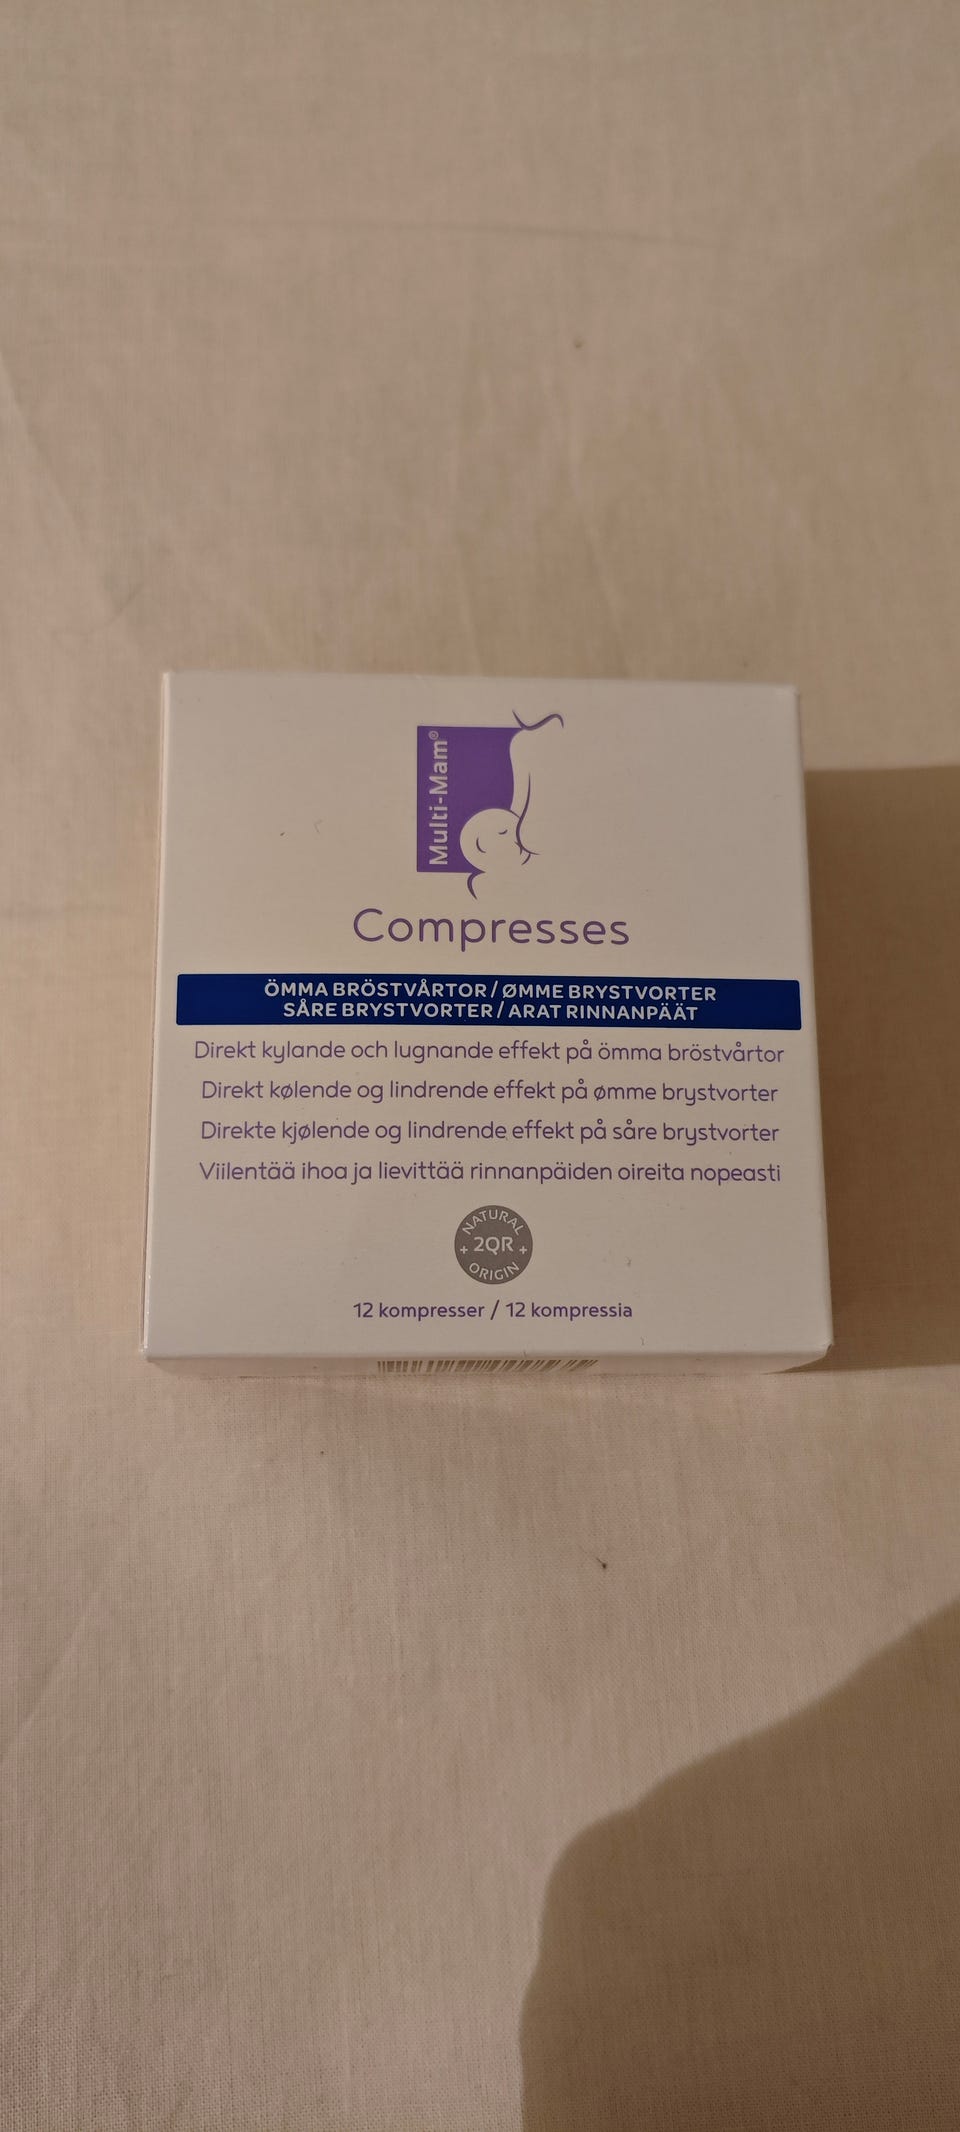 Multi-Mam®
Compresses
ÖMMA BRÖSTVÅRTOR / ØMME BRYSTVORTER
SÅRE BRYSTVORTER / ARAT RINNANPÄÄT
Direkt kylande och lugnande effekt på ömma bröstvårtor
Direkt kølende og lindrende effekt på ømme brystvorter
Direkte kjølende og lindrende effekt på såre brystvorter
Viilentää ihoa ja lievittää rinnanpäiden oireita nopeasti
NATURAL
+ 2QR +
ORIGIN
12 kompresser / 12 kompressia